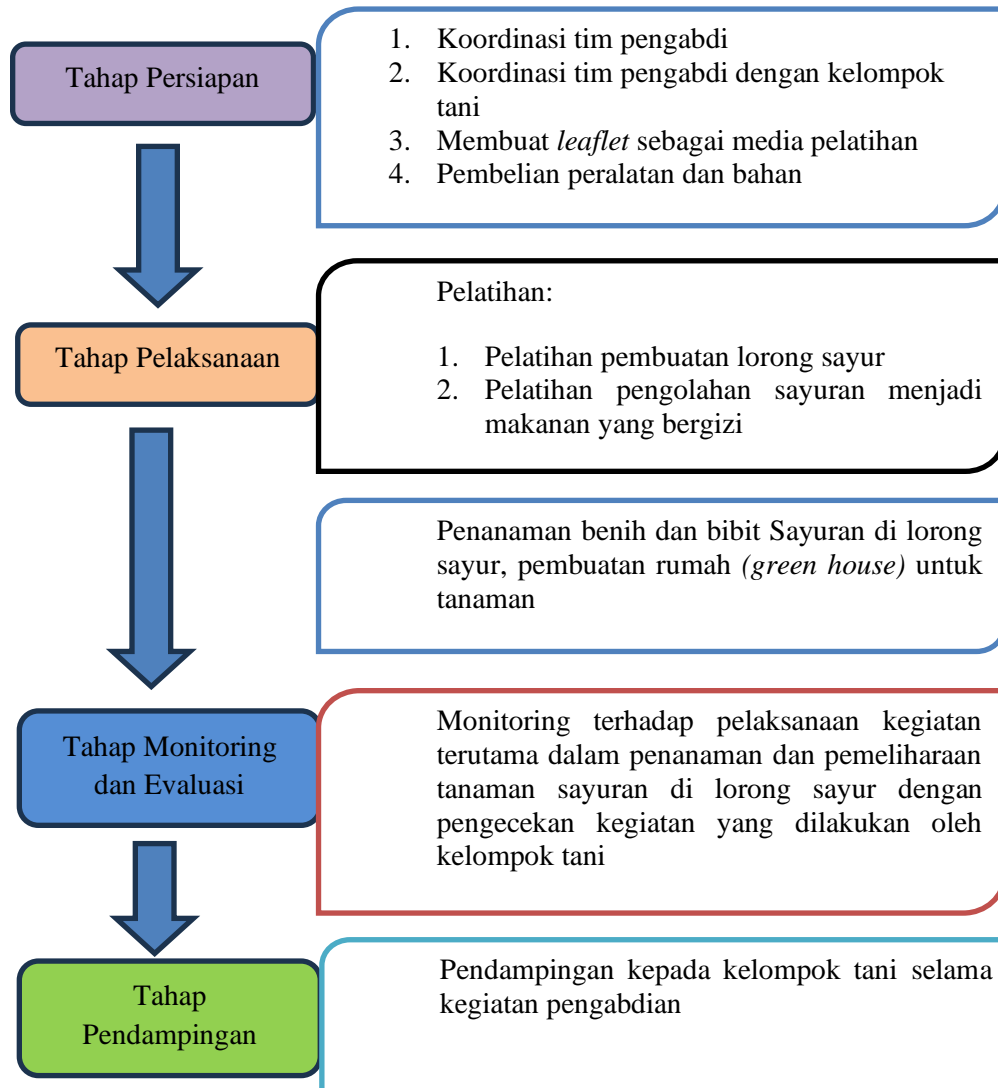 Tahap Persiapan
1. Koordinasi tim pengabdi
2. Koordinasi tim pengabdi dengan kelompok
tani
3. Membuat leaflet sebagai media pelatihan
4. Pembelian peralatan dan bahan
Tahap Pelaksanaan
Pelatihan:
1. Pelatihan pembuatan lorong sayur
2. Pelatihan pengolahan sayuran menjadi
makanan yang bergizi
Penanaman benih dan bibit Sayuran di lorong
sayur, pembuatan rumah (green house) untuk
tanaman
Tahap Monitoring
dan Evaluasi
Monitoring terhadap pelaksanaan kegiatan
terutama dalam penanaman dan pemeliharaan
tanaman sayuran di lorong sayur dengan
pengecekan kegiatan yang dilakukan oleh
kelompok tani
Tahap
Pendampingan
Pendampingan kepada kelompok tani selama
kegiatan pengabdian